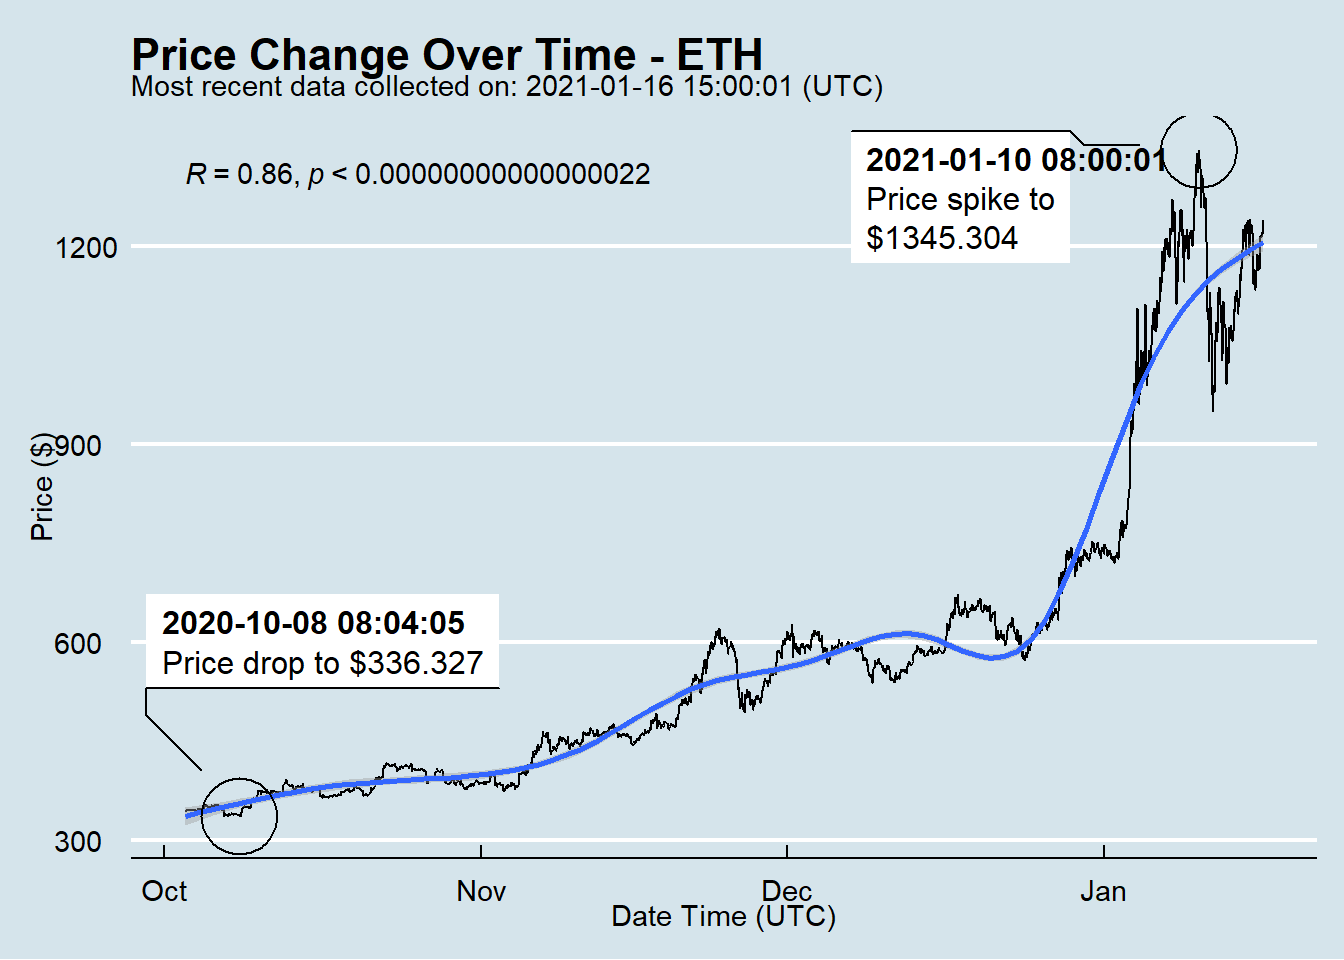 Price Change Over Time - ETH
Most recent data collected on: 2021-01-16 15:00:01 (UTC)
R = 0.86, p < 0.00000000000000022
2021-01-10 08:00:01
Price spike to
$1345.304
1200
900
Price ($)
2020-10-08 08:04:05
Price drop to $336.327
600
300
Oct
Nov
Dec
Jan
Date Time (UTC)